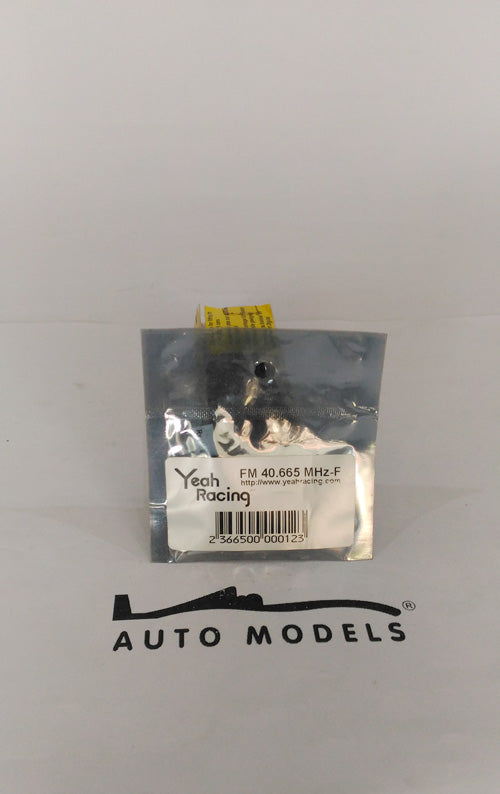 Yeah
Racing
FM 40.665 MHz-F
http://www.yeahracing.com
2 366500 000123
®
AUTO MODELS